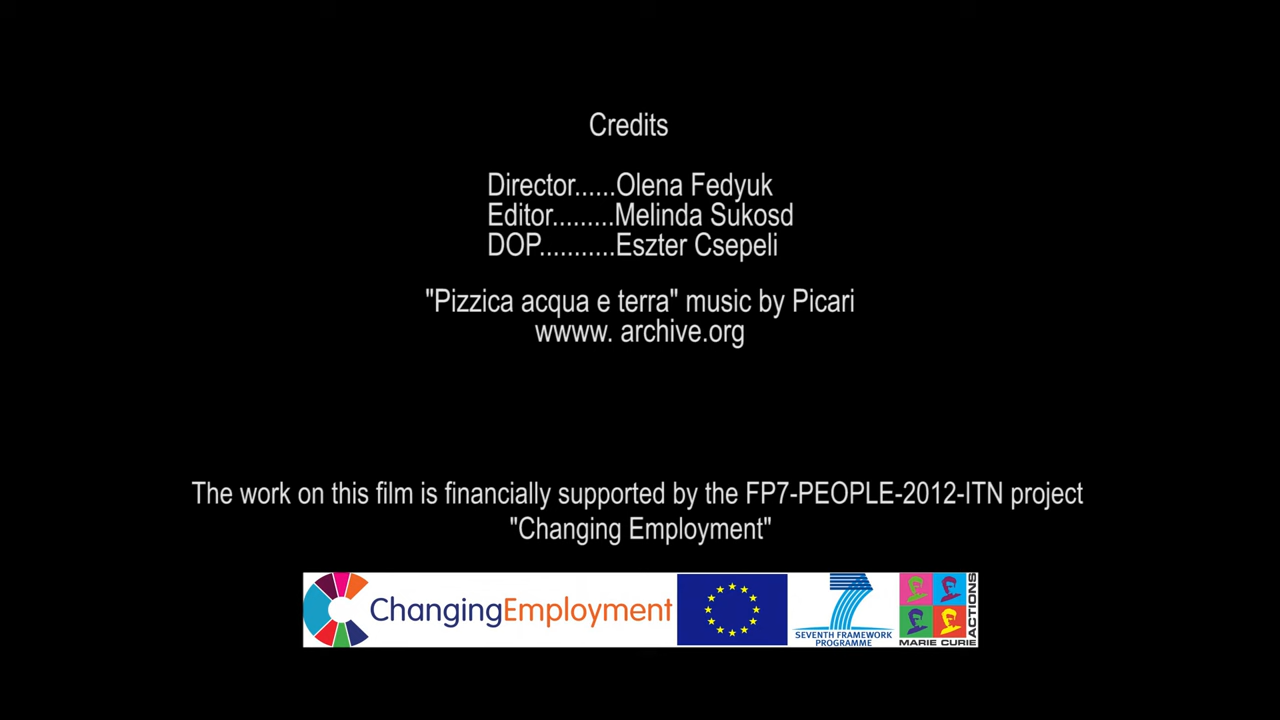 Credits
Director......Olena Fedyuk
Editor.........Melinda Sukosd
DOP...........Eszter Csepeli
"Pizzica acqua e terra" music by Picari
wwww. archive.org
The work on this film is financially supported by the FP7-PEOPLE-2012-ITN project
"Changing Employment"
ChangingEmployment
SEVENTH FRAMEWORK
PROGRAMME
MARIE CURIE
ACTIONS